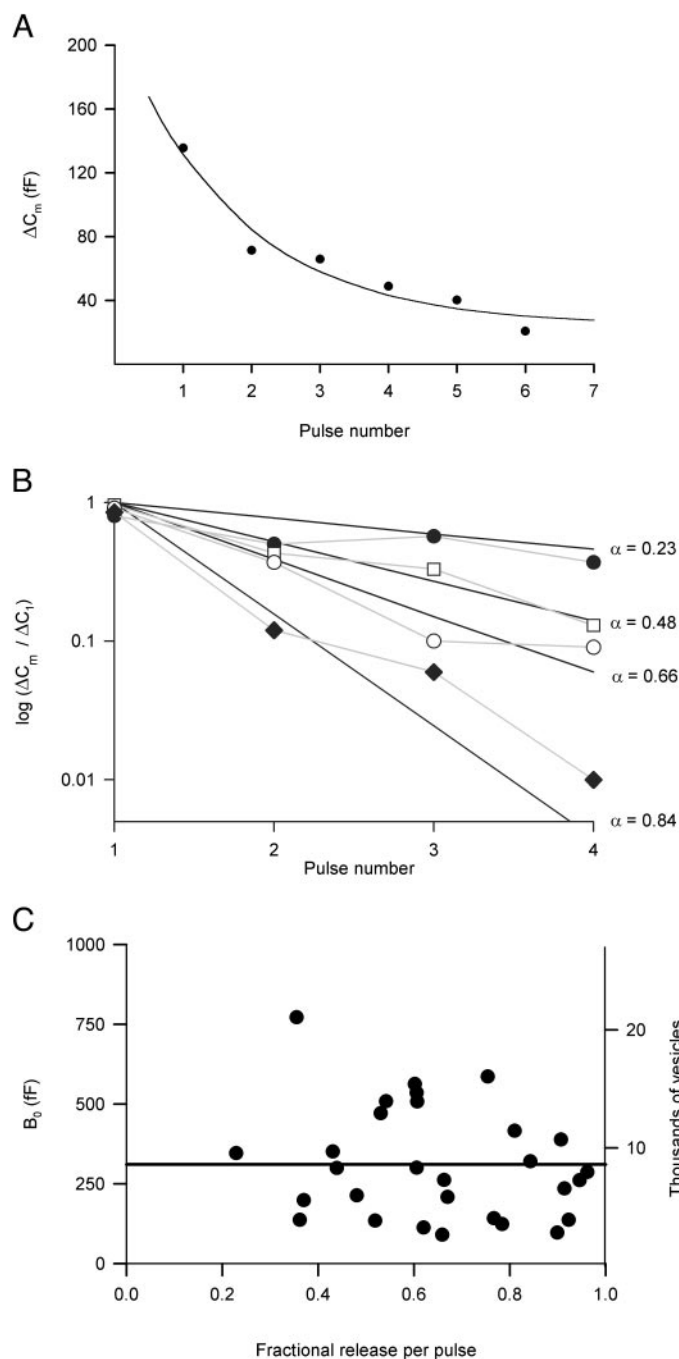 A
200
160
120
80
40
ΔCm (fF)
1 2 3 4 5 6 7
Pulse number
B
1
0.1
0.01
log (ΔCm / ΔC1)
α = 0.23
α = 0.48
α = 0.66
α = 0.84
1 2 3 4
Pulse number
C
1000
750
500
250
0
B0 (fF)
20
10
Thousands of vesicles
0.0 0.2 0.4 0.6 0.8 1.0
Fractional release per pulse